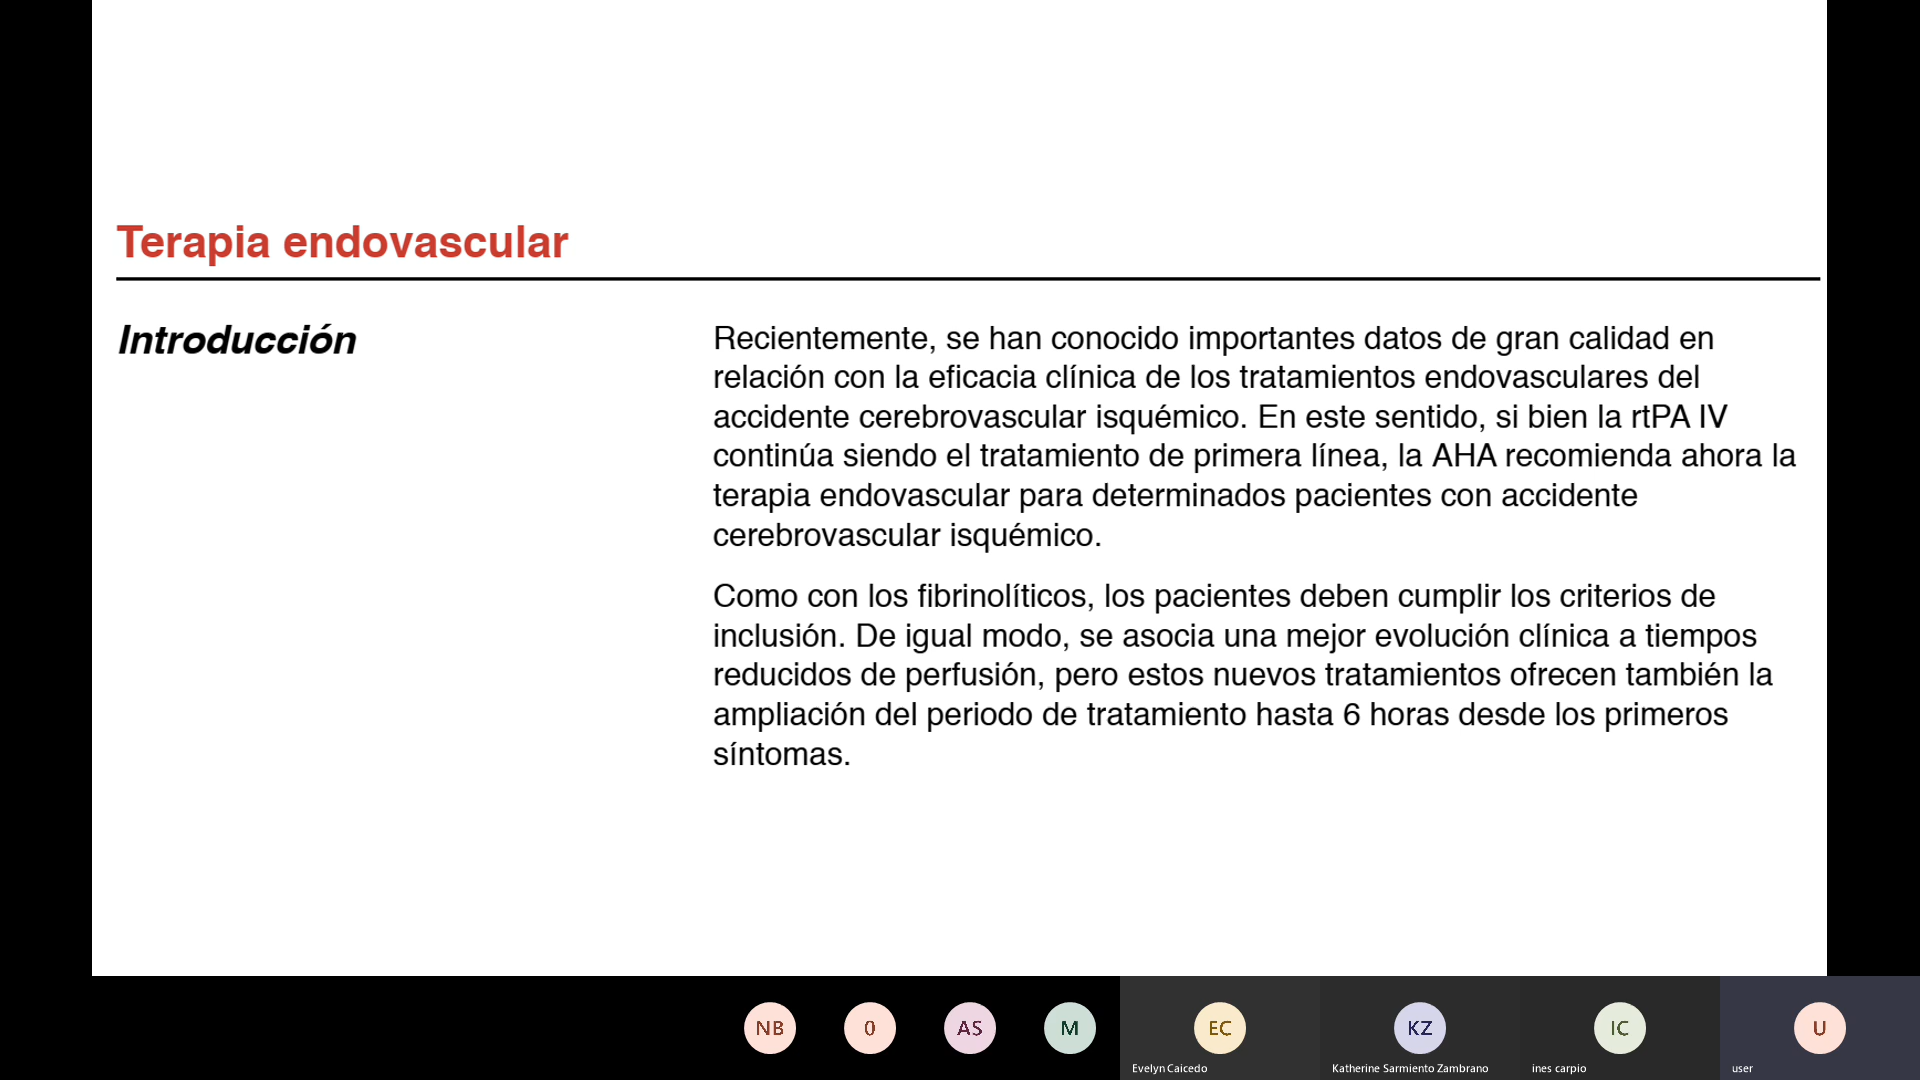 Terapia endovascular
Introducción
Recientemente, se han conocido importantes datos de gran calidad en
relación con la eficacia clínica de los tratamientos endovasculares del
accidente cerebrovascular isquémico. En este sentido, si bien la rtPA IV
continúa siendo el tratamiento de primera línea, la AHA recomienda ahora la
terapia endovascular para determinados pacientes con accidente
cerebrovascular isquémico.
Como con los fibrinolíticos, los pacientes deben cumplir los criterios de
inclusión. De igual modo, se asocia una mejor evolución clínica a tiempos
reducidos de perfusión, pero estos nuevos tratamientos ofrecen también la
ampliación del periodo de tratamiento hasta 6 horas desde los primeros
síntomas.
NB
0
AS
M
EC
KZ
IC
U
Evelyn Caicedo
Katherine Sarmiento Zambrano
ines carpio
user